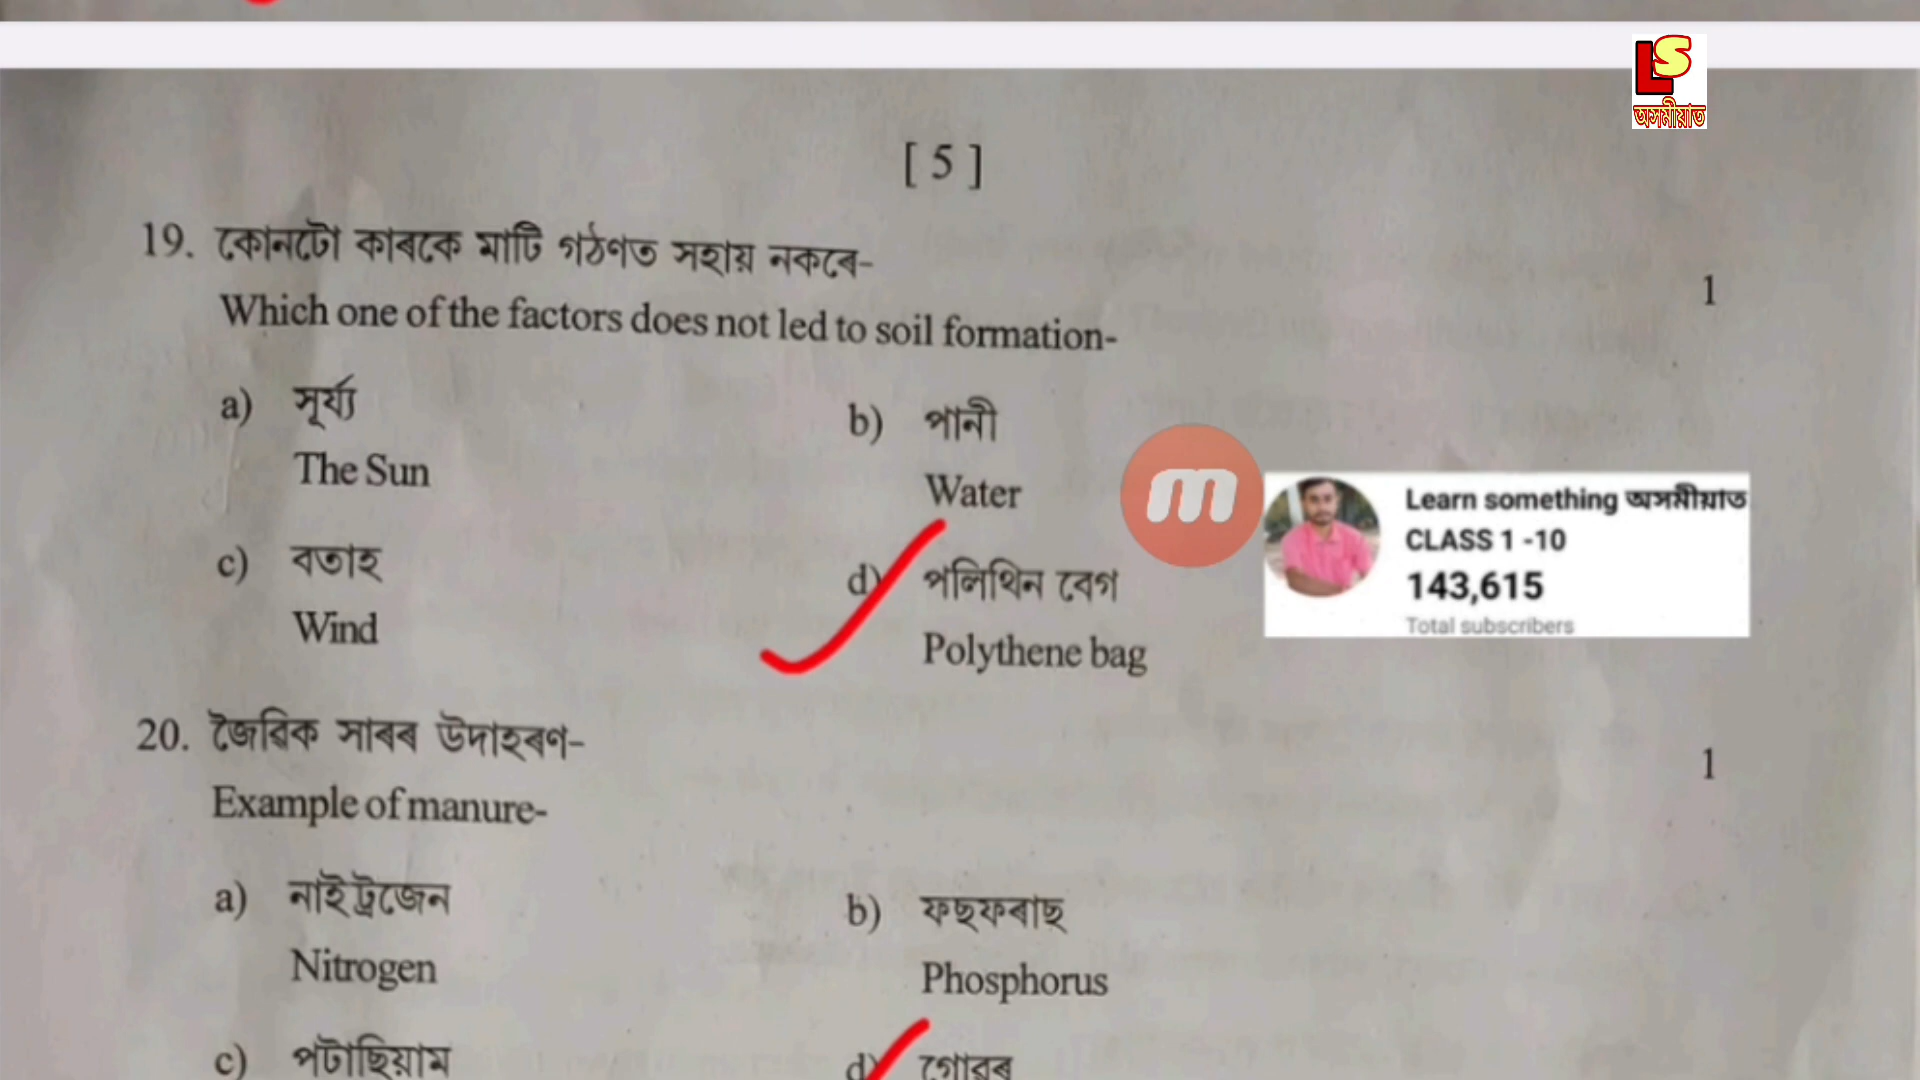 LS
অসমীয়াত
[ 5 ]
19. কোনটো কাৰকে মাটি গঠণত সহায় নকৰে-
1
Which one of the factors does not led to soil formation-
a) সূৰ্য্য
b) পানী
The Sun
Water
Learn something অসমীয়াত
CLASS 1 -10
143,615
Total subscribers
c) বতাহ
d) পলিথিন বেগ
Wind
Polythene bag
20. জৈৱিক সাৰৰ উদাহৰণ-
1
Example of manure-
a) নাইট্ৰজেন
b) ফছফৰাছ
Nitrogen
Phosphorus
c) পটাছিয়াম
d) গোবৰ